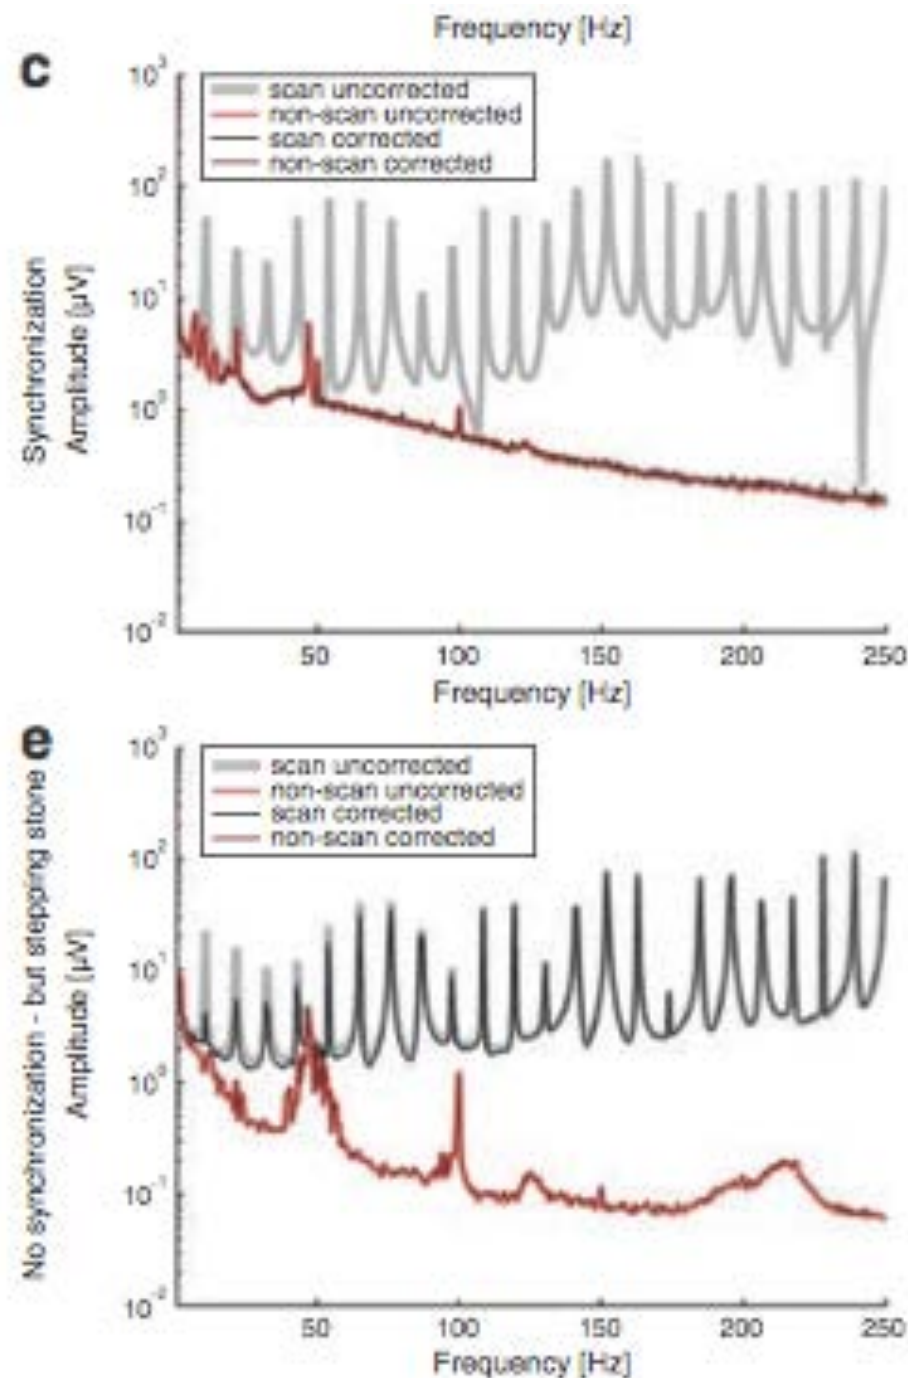 Frequency [Hz]
c
10³
scan uncorrected
non-scan uncorrected
scan corrected
non-scan corrected
10²
10¹
10⁰
10⁻¹
10⁻²
Synchronization
Amplitude [µV]
50 100 150 200 250
Frequency [Hz]
e
10³
scan uncorrected
non-scan uncorrected
scan corrected
non-scan corrected
10²
10¹
10⁰
10⁻¹
10⁻²
No synchronization - but stepping stone
Amplitude [µV]
50 100 150 200 250
Frequency [Hz]